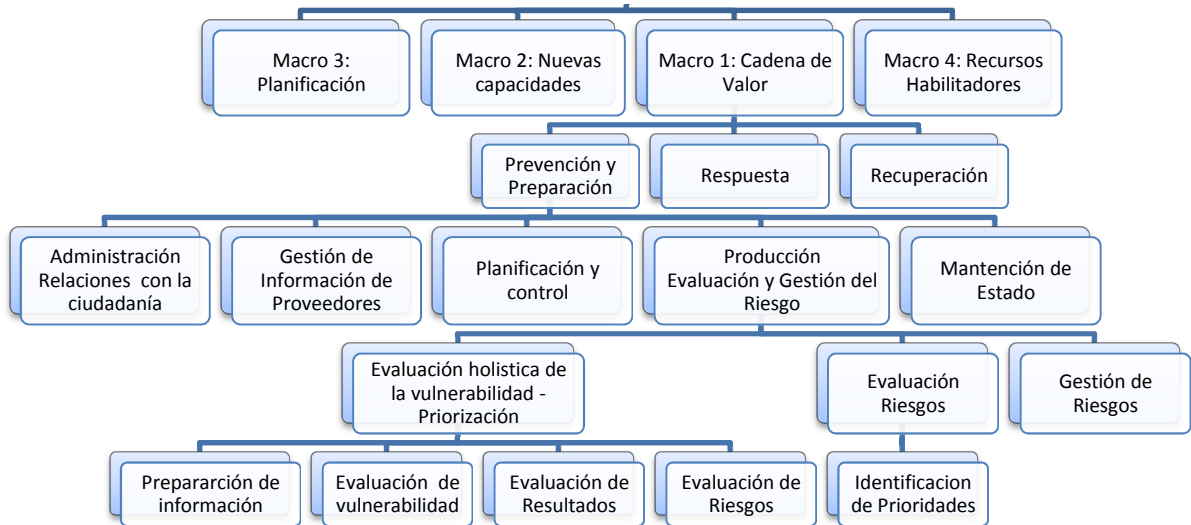 Macro 3:
Planificación
Macro 2: Nuevas
capacidades
Macro 1: Cadena de
Valor
Macro 4: Recursos
Habilitadores
Prevención y
Preparación
Respuesta
Recuperación
Administración
Relaciones con la
ciudadanía
Gestión de
Información de
Proveedores
Planificación y
control
Producción
Evaluación y Gestión del
Riesgo
Mantención de
Estado
Evaluación holistica de
la vulnerabilidad -
Priorización
Evaluación
Riesgos
Gestión de
Riesgos
Prepararción de
información
Evaluación de
vulnerabilidad
Evaluación de
Resultados
Evaluación de
Riesgos
Identificacion
de Prioridades